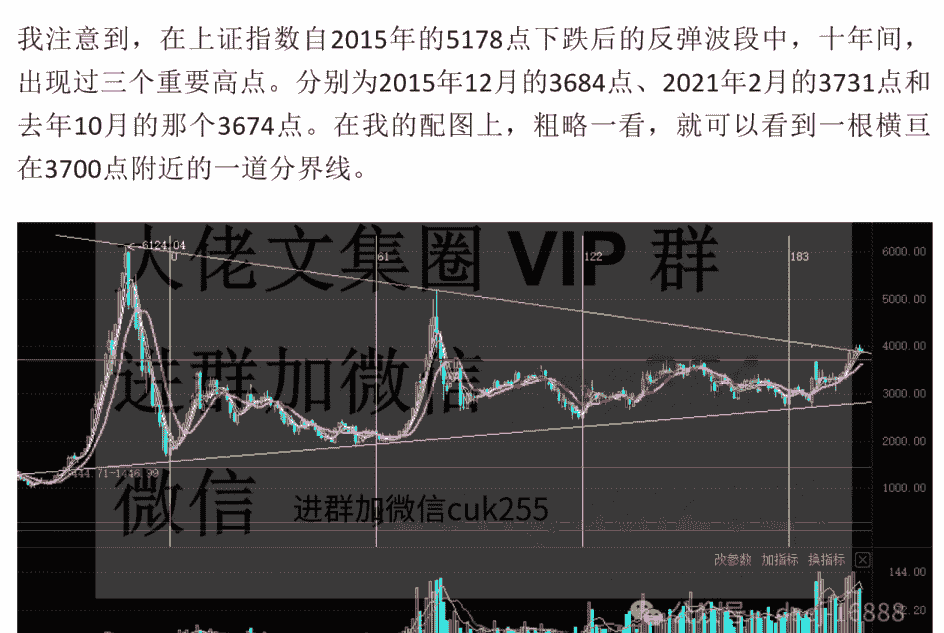 我注意到，在上证指数自2015年的5178点下跌后的反弹波段中，十年间，
出现过三个重要高点。分别为2015年12月的3684点、2021年2月的3731点和
去年10月的那个3674点。在我的配图上，粗略一看，就可以看到一根横亘
在3700点附近的一道分界线。
大佬文集圈 VIP 群
6124.04
0
61
122
183
6000.00
5000.00
4000.00
进群加微信
3000.00
2000.00
微信
1000.00
进群加微信cuk255
改参数 加指标 换指标
144.00